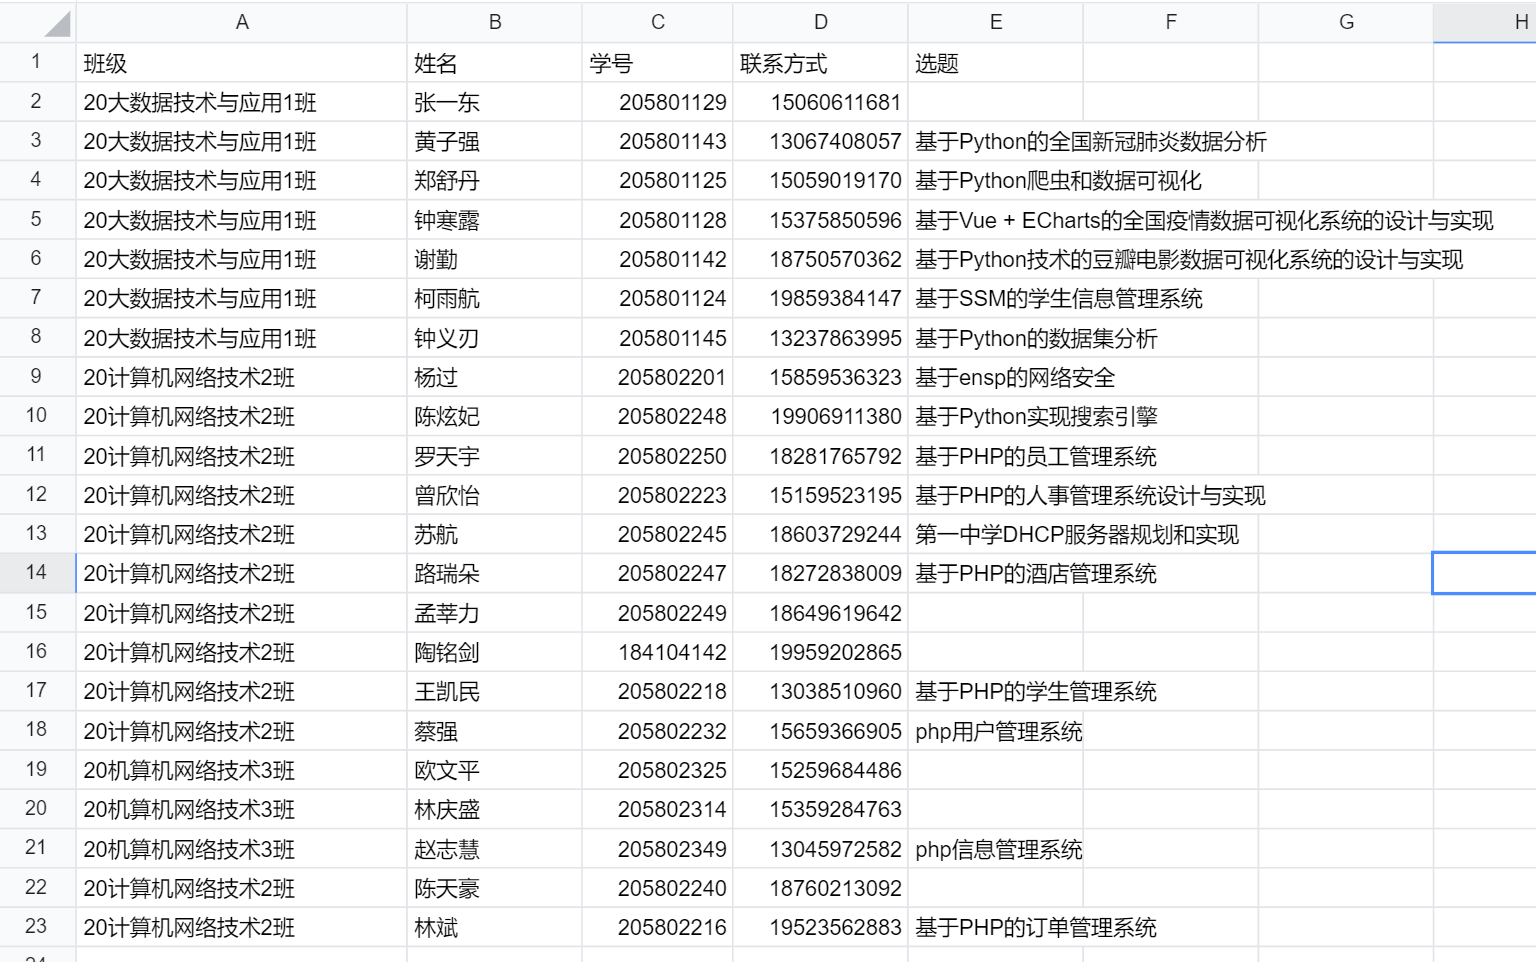 A B C D E F G H
1 班级 姓名 学号 联系方式 选题
2 20大数据技术与应用1班 张一东 205801129 15060611681
3 20大数据技术与应用1班 黄子强 205801143 13067408057 基于Python的全国新冠肺炎数据分析
4 20大数据技术与应用1班 郑舒丹 205801125 15059019170 基于Python爬虫和数据可视化
5 20大数据技术与应用1班 钟寒露 205801128 15375850596 基于Vue + ECharts的全国疫情数据可视化系统的设计与实现
6 20大数据技术与应用1班 谢勤 205801142 18750570362 基于Python技术的豆瓣电影数据可视化系统的设计与实现
7 20大数据技术与应用1班 柯雨航 205801124 19859384147 基于SSM的学生信息管理系统
8 20大数据技术与应用1班 钟义刃 205801145 13237863995 基于Python的数据集分析
9 20计算机网络技术2班 杨过 205802201 15859536323 基于ensp的网络安全
10 20计算机网络技术2班 陈炫妃 205802248 19906911380 基于Python实现搜索引擎
11 20计算机网络技术2班 罗天宇 205802250 18281765792 基于PHP的员工管理系统
12 20计算机网络技术2班 曾欣怡 205802223 15159523195 基于PHP的人事管理系统设计与实现
13 20计算机网络技术2班 苏航 205802245 18603729244 第一中学DHCP服务器规划和实现
14 20计算机网络技术2班 路瑞朵 205802247 18272838009 基于PHP的酒店管理系统
15 20计算机网络技术2班 孟莘力 205802249 18649619642
16 20计算机网络技术2班 陶铭剑 184104142 19959202865
17 20计算机网络技术2班 王凯民 205802218 13038510960 基于PHP的学生管理系统
18 20计算机网络技术2班 蔡强 205802232 15659366905 php用户管理系统
19 20机算机网络技术3班 欧文平 205802325 15259684486
20 20机算机网络技术3班 林庆盛 205802314 15359284763
21 20机算机网络技术3班 赵志慧 205802349 13045972582 php信息管理系统
22 20计算机网络技术2班 陈天豪 205802240 18760213092
23 20计算机网络技术2班 林斌 205802216 19523562883 基于PHP的订单管理系统